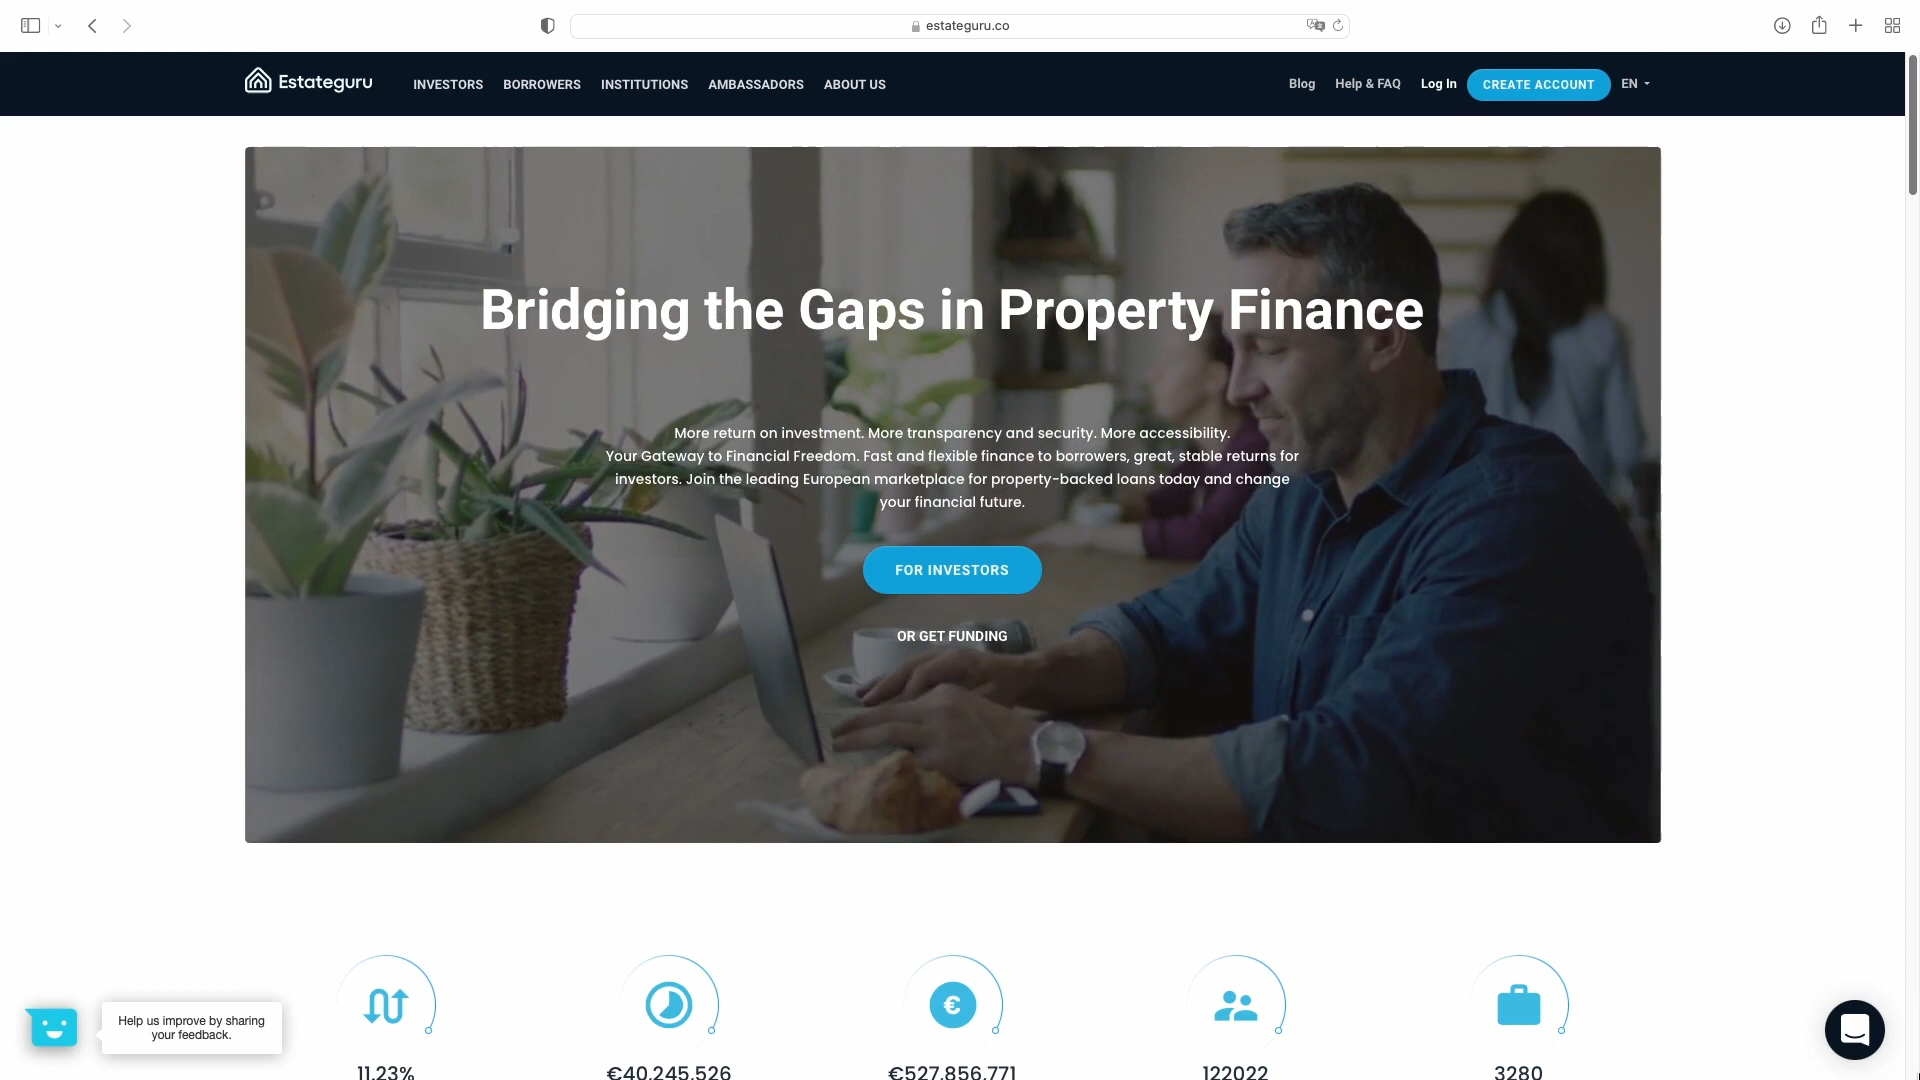 estateguru.co
Estateguru
INVESTORS BORROWERS INSTITUTIONS AMBASSADORS ABOUT US
Blog Help & FAQ Log In CREATE ACCOUNT EN
Bridging the Gaps in Property Finance
More return on investment. More transparency and security. More accessibility.
Your Gateway to Financial Freedom. Fast and flexible finance to borrowers, great, stable returns for
investors. Join the leading European marketplace for property-backed loans today and change
your financial future.
FOR INVESTORS
OR GET FUNDING
Help us improve by sharing
your feedback.
11.23% €40,245,526 €527,856,771 122022 3280